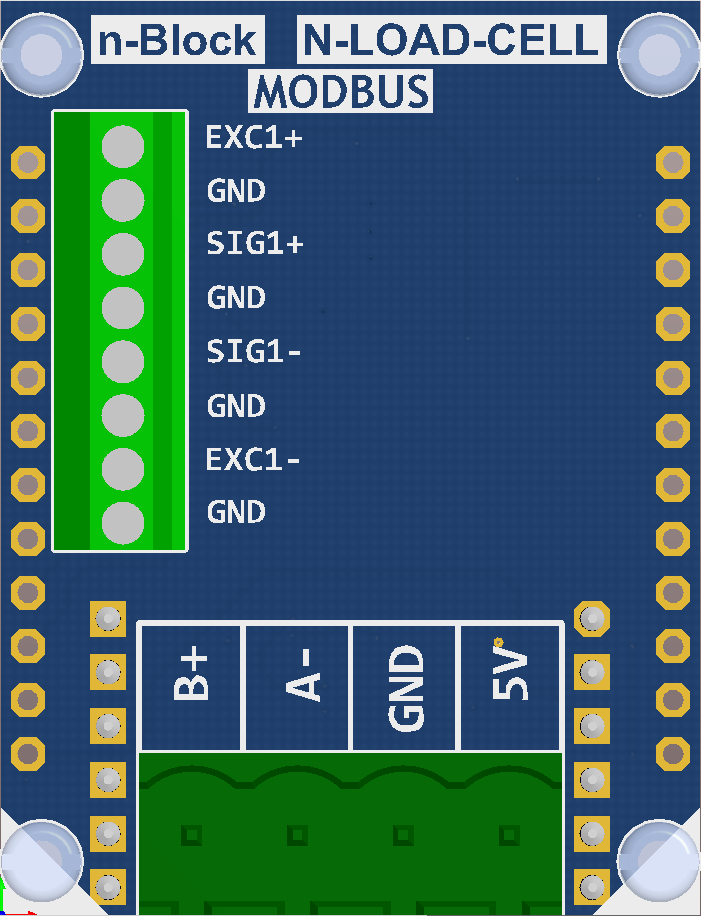 n-Block N-LOAD-CELL
MODBUS
EXC1+
GND
SIG1+
GND
SIG1-
GND
EXC1-
GND
B+ A- GND 5V